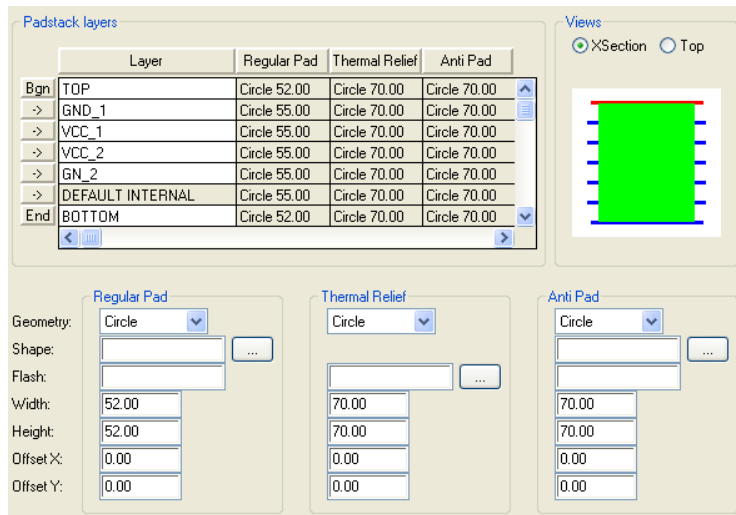 Padstack layers
Layer Regular Pad Thermal Relief Anti Pad
Bgn TOP Circle 52.00 Circle 70.00 Circle 70.00
-> GND_1 Circle 55.00 Circle 70.00 Circle 70.00
-> VCC_1 Circle 55.00 Circle 70.00 Circle 70.00
-> VCC_2 Circle 55.00 Circle 70.00 Circle 70.00
-> GN_2 Circle 55.00 Circle 70.00 Circle 70.00
-> DEFAULT INTERNAL Circle 55.00 Circle 70.00 Circle 70.00
End BOTTOM Circle 52.00 Circle 70.00 Circle 70.00
Views
XSection Top
Regular Pad Thermal Relief Anti Pad
Geometry: Circle Circle Circle
Shape: ... ...
Flash: ...
Width: 52.00 70.00 70.00
Height: 52.00 70.00 70.00
Offset X: 0.00 0.00 0.00
Offset Y: 0.00 0.00 0.00